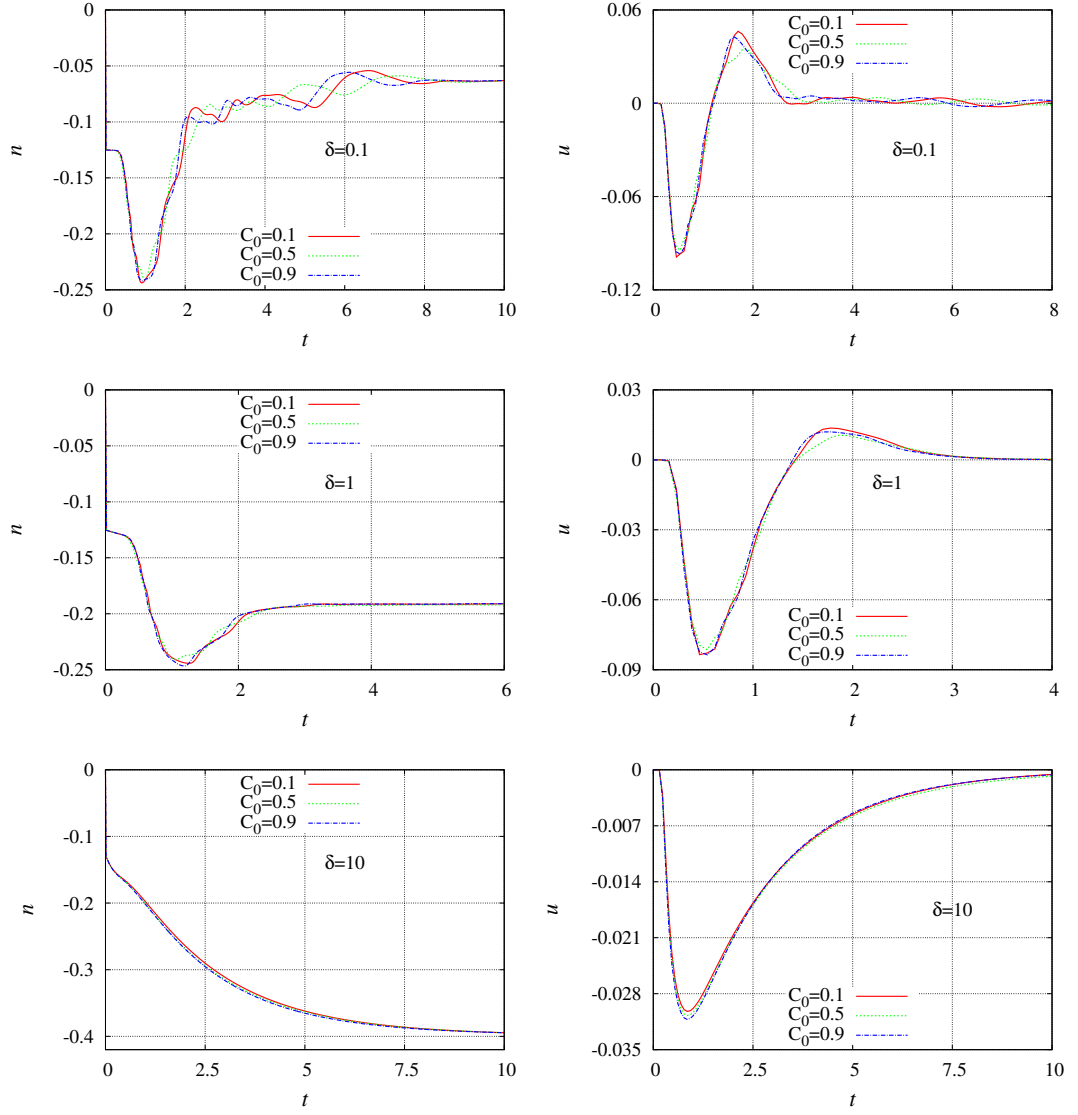 0
-0.05
-0.1
-0.15
-0.2
-0.25
n
0 2 4 6 8 10
t
δ=0.1
C0=0.1
C0=0.5
C0=0.9
0.06
0
-0.06
-0.12
u
0 2 4 6 8
t
C0=0.1
C0=0.5
C0=0.9
δ=0.1
0
-0.05
-0.1
-0.15
-0.2
-0.25
n
0 2 4 6
t
C0=0.1
C0=0.5
C0=0.9
δ=1
0.03
0
-0.03
-0.06
-0.09
u
0 1 2 3 4
t
δ=1
C0=0.1
C0=0.5
C0=0.9
0
-0.1
-0.2
-0.3
-0.4
n
0 2.5 5 7.5 10
t
C0=0.1
C0=0.5
C0=0.9
δ=10
0
-0.007
-0.014
-0.021
-0.028
-0.035
u
0 2.5 5 7.5 10
t
δ=10
C0=0.1
C0=0.5
C0=0.9